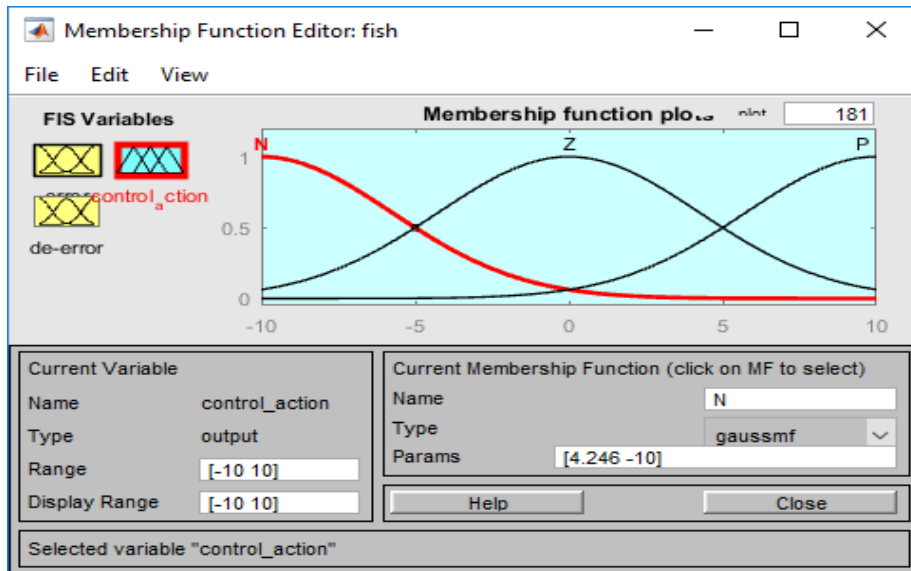 Membership Function Editor: fish
File Edit View
FIS Variables
control_action
de-error
Membership function plots
181
N Z P
1
0.5
0
-10 -5 0 5 10
Current Variable
Name control_action
Type output
Range [-10 10]
Display Range [-10 10]
Current Membership Function (click on MF to select)
Name N
Type gaussmf
Params [4.246 -10]
Help Close
Selected variable "control_action"